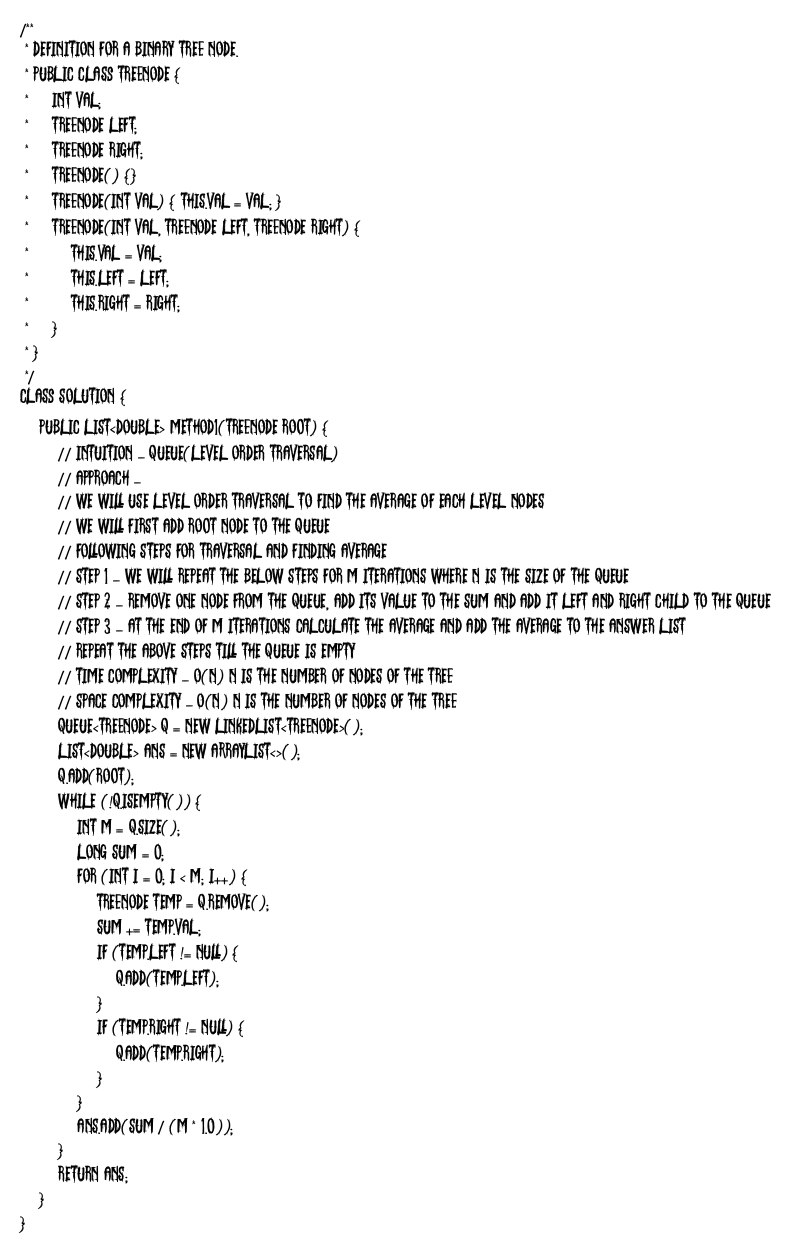 /**
 * DEFINITION FOR A BINARY TREE NODE.
 * PUBLIC CLASS TREENODE {
 *     INT VAL;
 *     TREENODE LEFT;
 *     TREENODE RIGHT;
 *     TREENODE() {}
 *     TREENODE(INT VAL) { THIS.VAL = VAL; }
 *     TREENODE(INT VAL, TREENODE LEFT, TREENODE RIGHT) {
 *         THIS.VAL = VAL;
 *         THIS.LEFT = LEFT;
 *         THIS.RIGHT = RIGHT;
 *     }
 * }
 */
CLASS SOLUTION {
    PUBLIC LIST<DOUBLE> METHOD1(TREENODE ROOT) {
        // INTUITION - QUEUE(LEVEL ORDER TRAVERSAL)
        // APPROACH -
        // WE WILL USE LEVEL ORDER TRAVERSAL TO FIND THE AVERAGE OF EACH LEVEL NODES
        // WE WILL FIRST ADD ROOT NODE TO THE QUEUE
        // FOLLOWING STEPS FOR TRAVERSAL AND FINDING AVERAGE
        // STEP 1 - WE WILL REPEAT THE BELOW STEPS FOR M ITERATIONS WHERE N IS THE SIZE OF THE QUEUE
        // STEP 2 - REMOVE ONE NODE FROM THE QUEUE, ADD ITS VALUE TO THE SUM AND ADD IT LEFT AND RIGHT CHILD TO THE QUEUE
        // STEP 3 - AT THE END OF M ITERATIONS CALCULATE THE AVERAGE AND ADD THE AVERAGE TO THE ANSWER LIST
        // REPEAT THE ABOVE STEPS TILL THE QUEUE IS EMPTY
        // TIME COMPLEXITY - O(N) N IS THE NUMBER OF NODES OF THE TREE
        // SPACE COMPLEXITY - O(N) N IS THE NUMBER OF NODES OF THE TREE
        QUEUE<TREENODE> Q = NEW LINKEDLIST<TREENODE>();
        LIST<DOUBLE> ANS = NEW ARRAYLIST<>();
        Q.ADD(ROOT);
        WHILE (!Q.ISEMPTY()) {
            INT M = Q.SIZE();
            LONG SUM = 0;
            FOR (INT I = 0; I < M; I++) {
                TREENODE TEMP = Q.REMOVE();
                SUM += TEMP.VAL;
                IF (TEMP.LEFT != NULL) {
                    Q.ADD(TEMP.LEFT);
                }
                IF (TEMP.RIGHT != NULL) {
                    Q.ADD(TEMP.RIGHT);
                }
            }
            ANS.ADD(SUM / (M * 1.0));
        }
        RETURN ANS;
    }
}